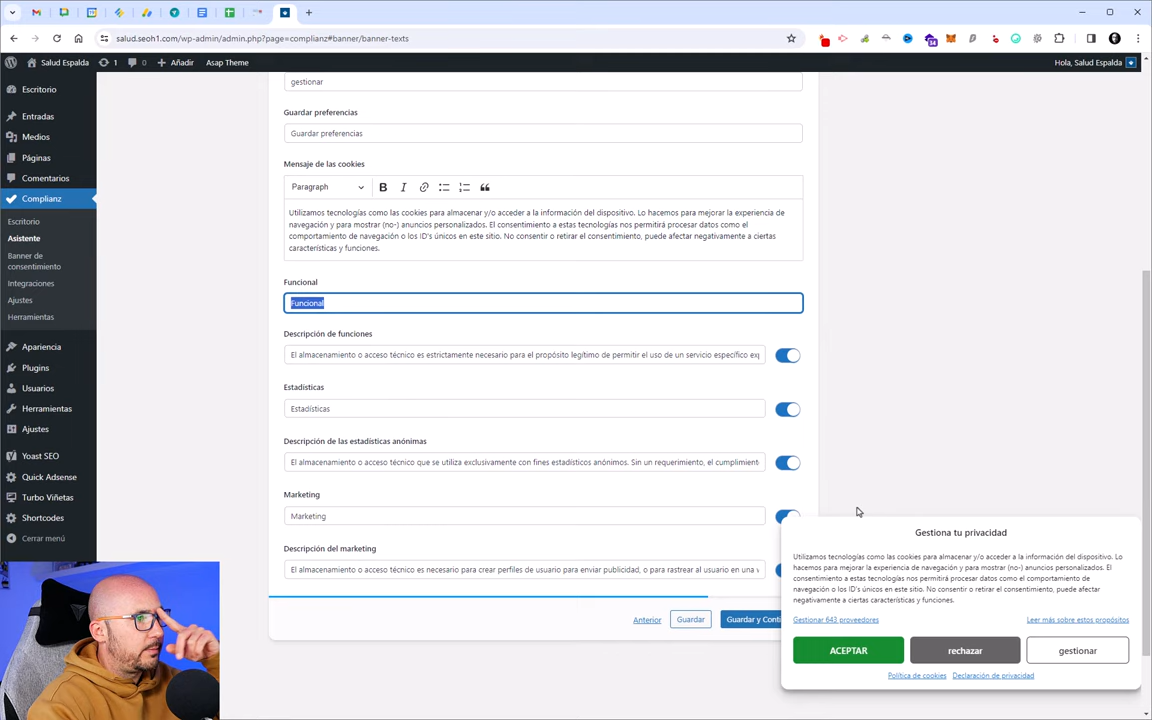 salud.seoh1.com/wp-admin/admin.php?page=complianz#banner/banner-texts
Salud Espalda
1
0
Añadir
Asap Theme
Hola, Salud Espalda
Escritorio
Entradas
Medios
Páginas
Comentarios
Complianz
Escritorio
Asistente
Banner de
consentimiento
Integraciones
Ajustes
Herramientas
Apariencia
Plugins
Usuarios
Herramientas
Ajustes
Yoast SEO
Quick Adsense
Turbo Viñetas
Shortcodes
Cerrar menú
gestionar
Guardar preferencias
Guardar preferencias
Mensaje de las cookies
Paragraph
B I
Utilizamos tecnologías como las cookies para almacenar y/o acceder a la información del dispositivo. Lo hacemos para mejorar la experiencia de
navegación y para mostrar (no-) anuncios personalizados. El consentimiento a estas tecnologías nos permitirá procesar datos como el
comportamiento de navegación o los ID's únicos en este sitio. No consentir o retirar el consentimiento, puede afectar negativamente a ciertas
características y funciones.
Funcional
Funcional
Descripción de funciones
El almacenamiento o acceso técnico es estrictamente necesario para el propósito legítimo de permitir el uso de un servicio específico exp
Estadísticas
Estadísticas
Descripción de las estadísticas anónimas
El almacenamiento o acceso técnico que se utiliza exclusivamente con fines estadísticos anónimos. Sin un requerimiento, el cumplimient
Marketing
Marketing
Descripción del marketing
El almacenamiento o acceso técnico es necesario para crear perfiles de usuario para enviar publicidad, o para rastrear al usuario en una v
Anterior
Guardar
Guardar y Conti
Gestiona tu privacidad
Utilizamos tecnologías como las cookies para almacenar y/o acceder a la información del dispositivo. Lo
hacemos para mejorar la experiencia de navegación y para mostrar (no-) anuncios personalizados. El
consentimiento a estas tecnologías nos permitirá procesar datos como el comportamiento de
navegación o los ID's únicos en este sitio. No consentir o retirar el consentimiento, puede afectar
negativamente a ciertas características y funciones.
Gestionar 643 proveedores
Leer más sobre estos propósitos
ACEPTAR
rechazar
gestionar
Política de cookies
Declaración de privacidad